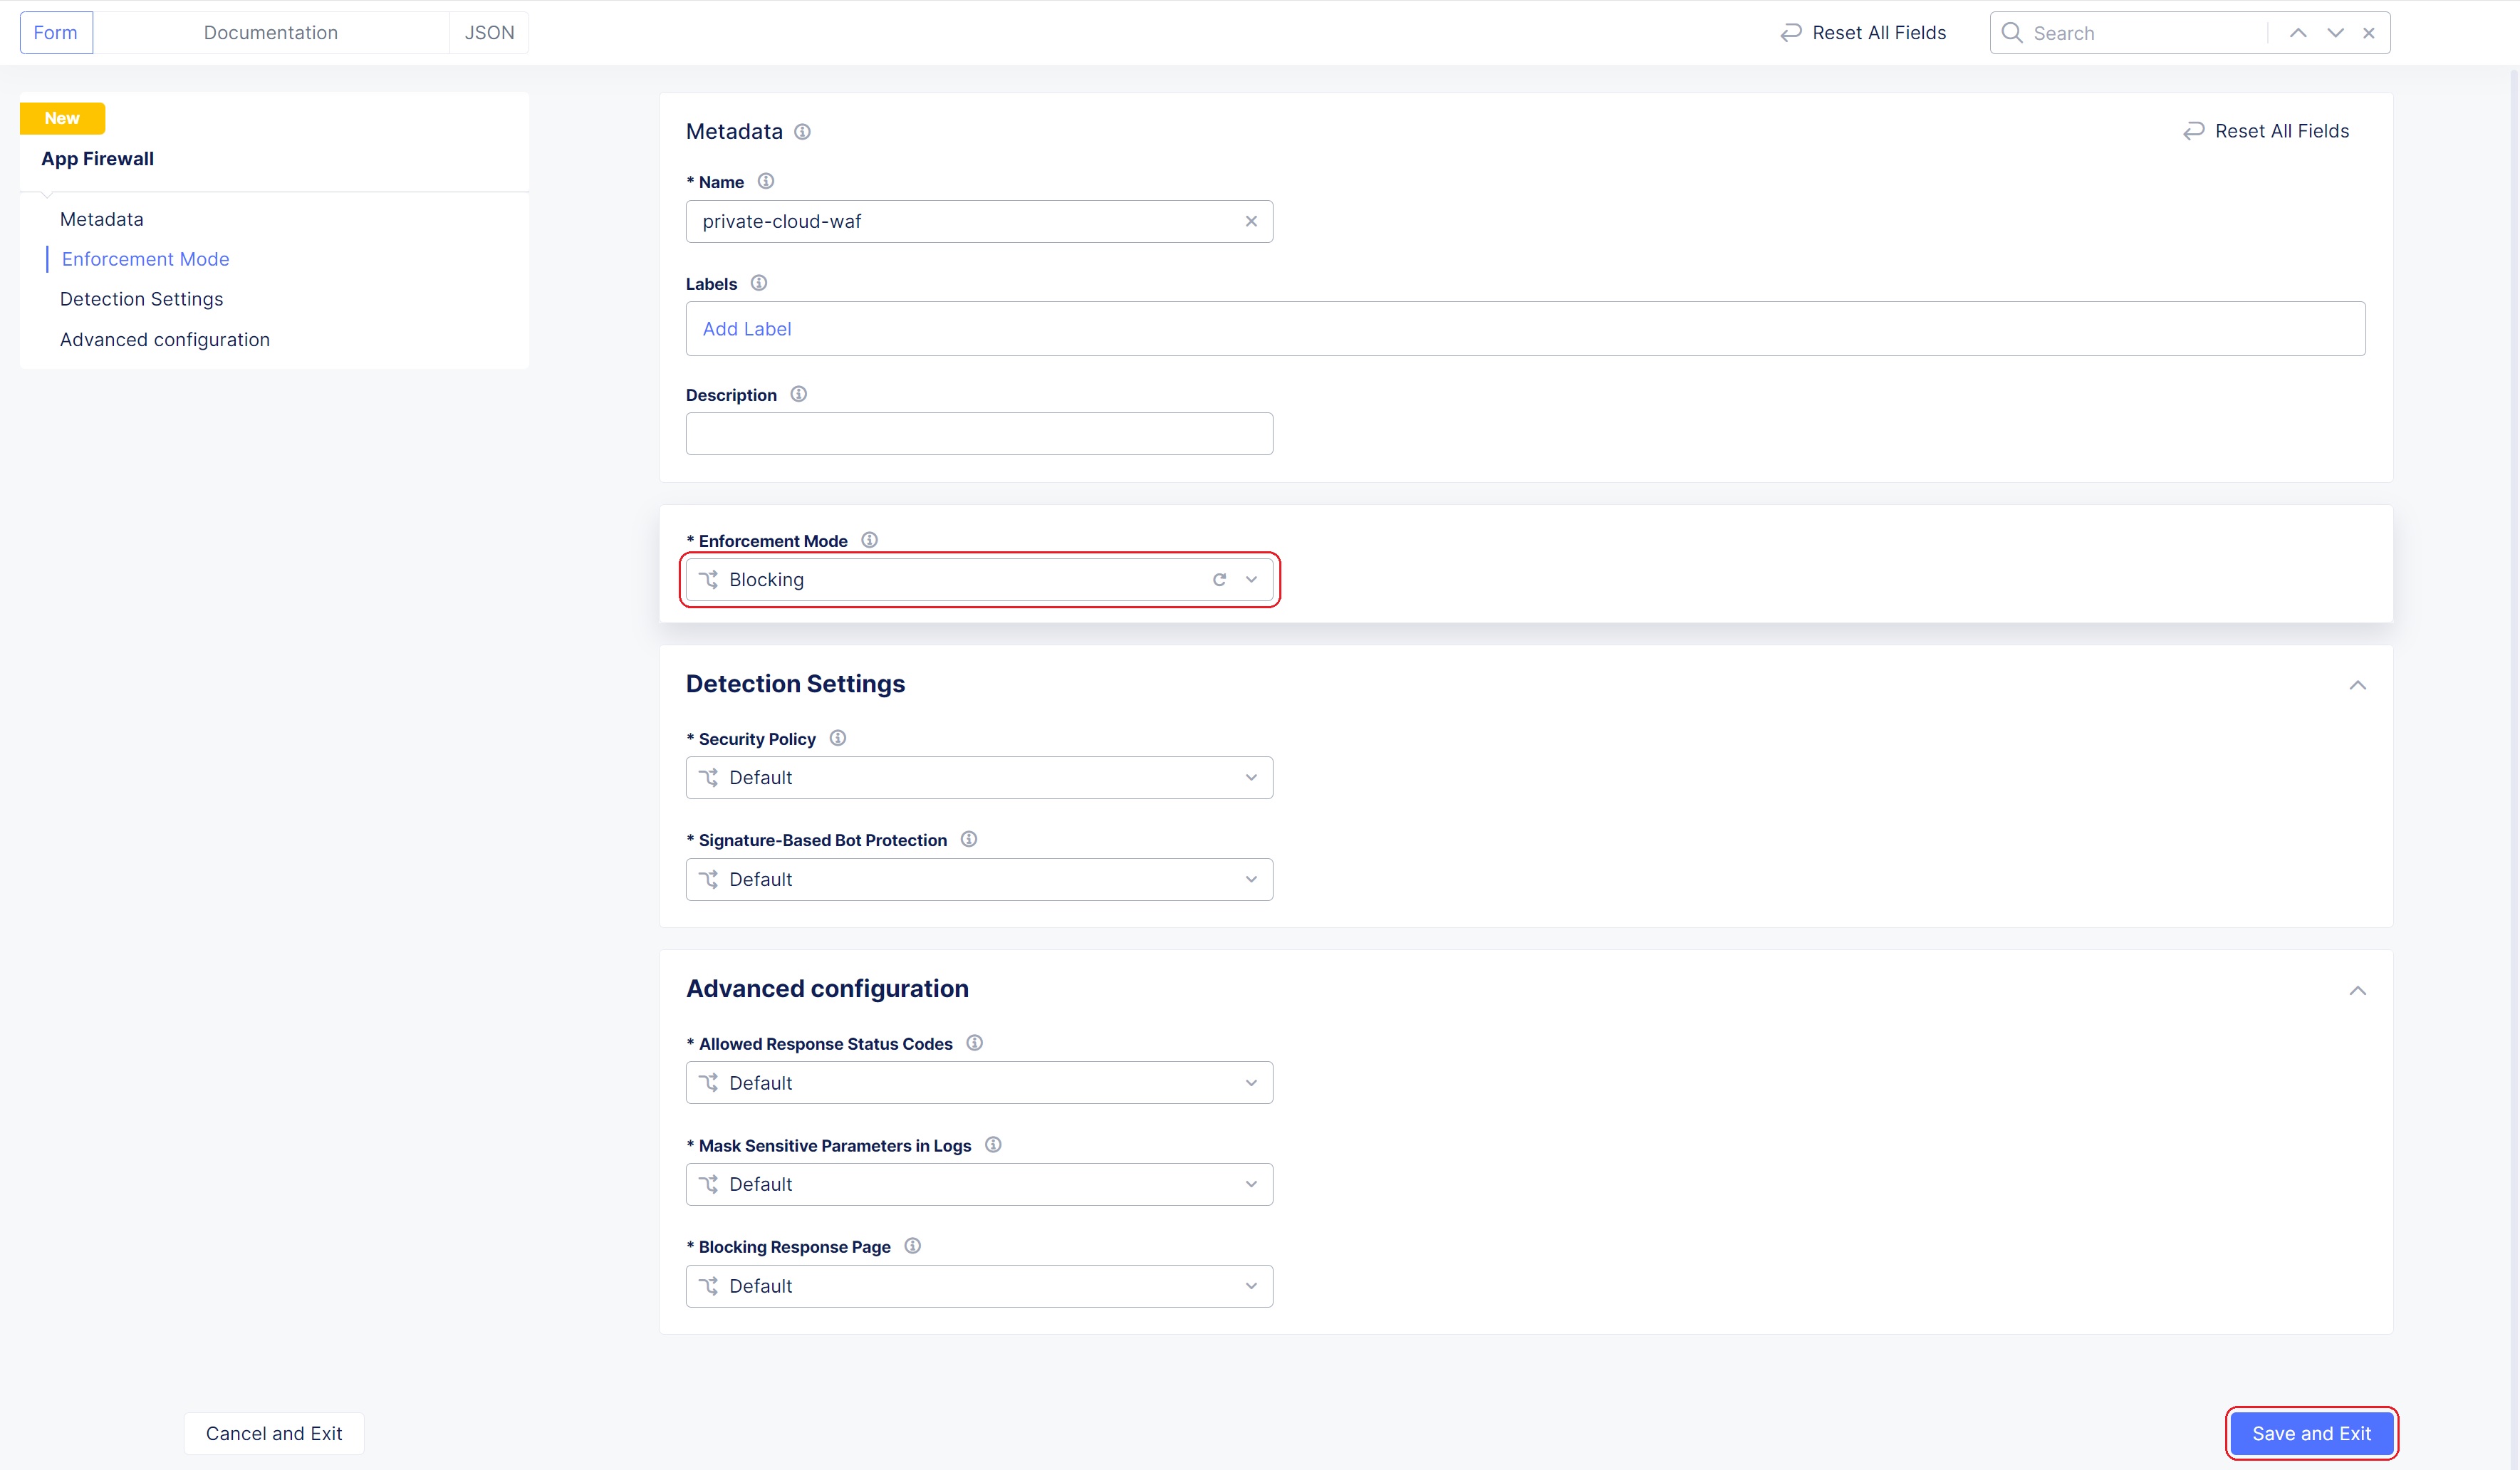 Form Documentation JSON Reset All Fields Search
New
App Firewall
Metadata
Enforcement Mode
Detection Settings
Advanced configuration
Metadata Reset All Fields
* Name
private-cloud-waf
Labels
Add Label
Description
* Enforcement Mode
Blocking
Detection Settings
* Security Policy
Default
* Signature-Based Bot Protection
Default
Advanced configuration
* Allowed Response Status Codes
Default
* Mask Sensitive Parameters in Logs
Default
* Blocking Response Page
Default
Cancel and Exit Save and Exit